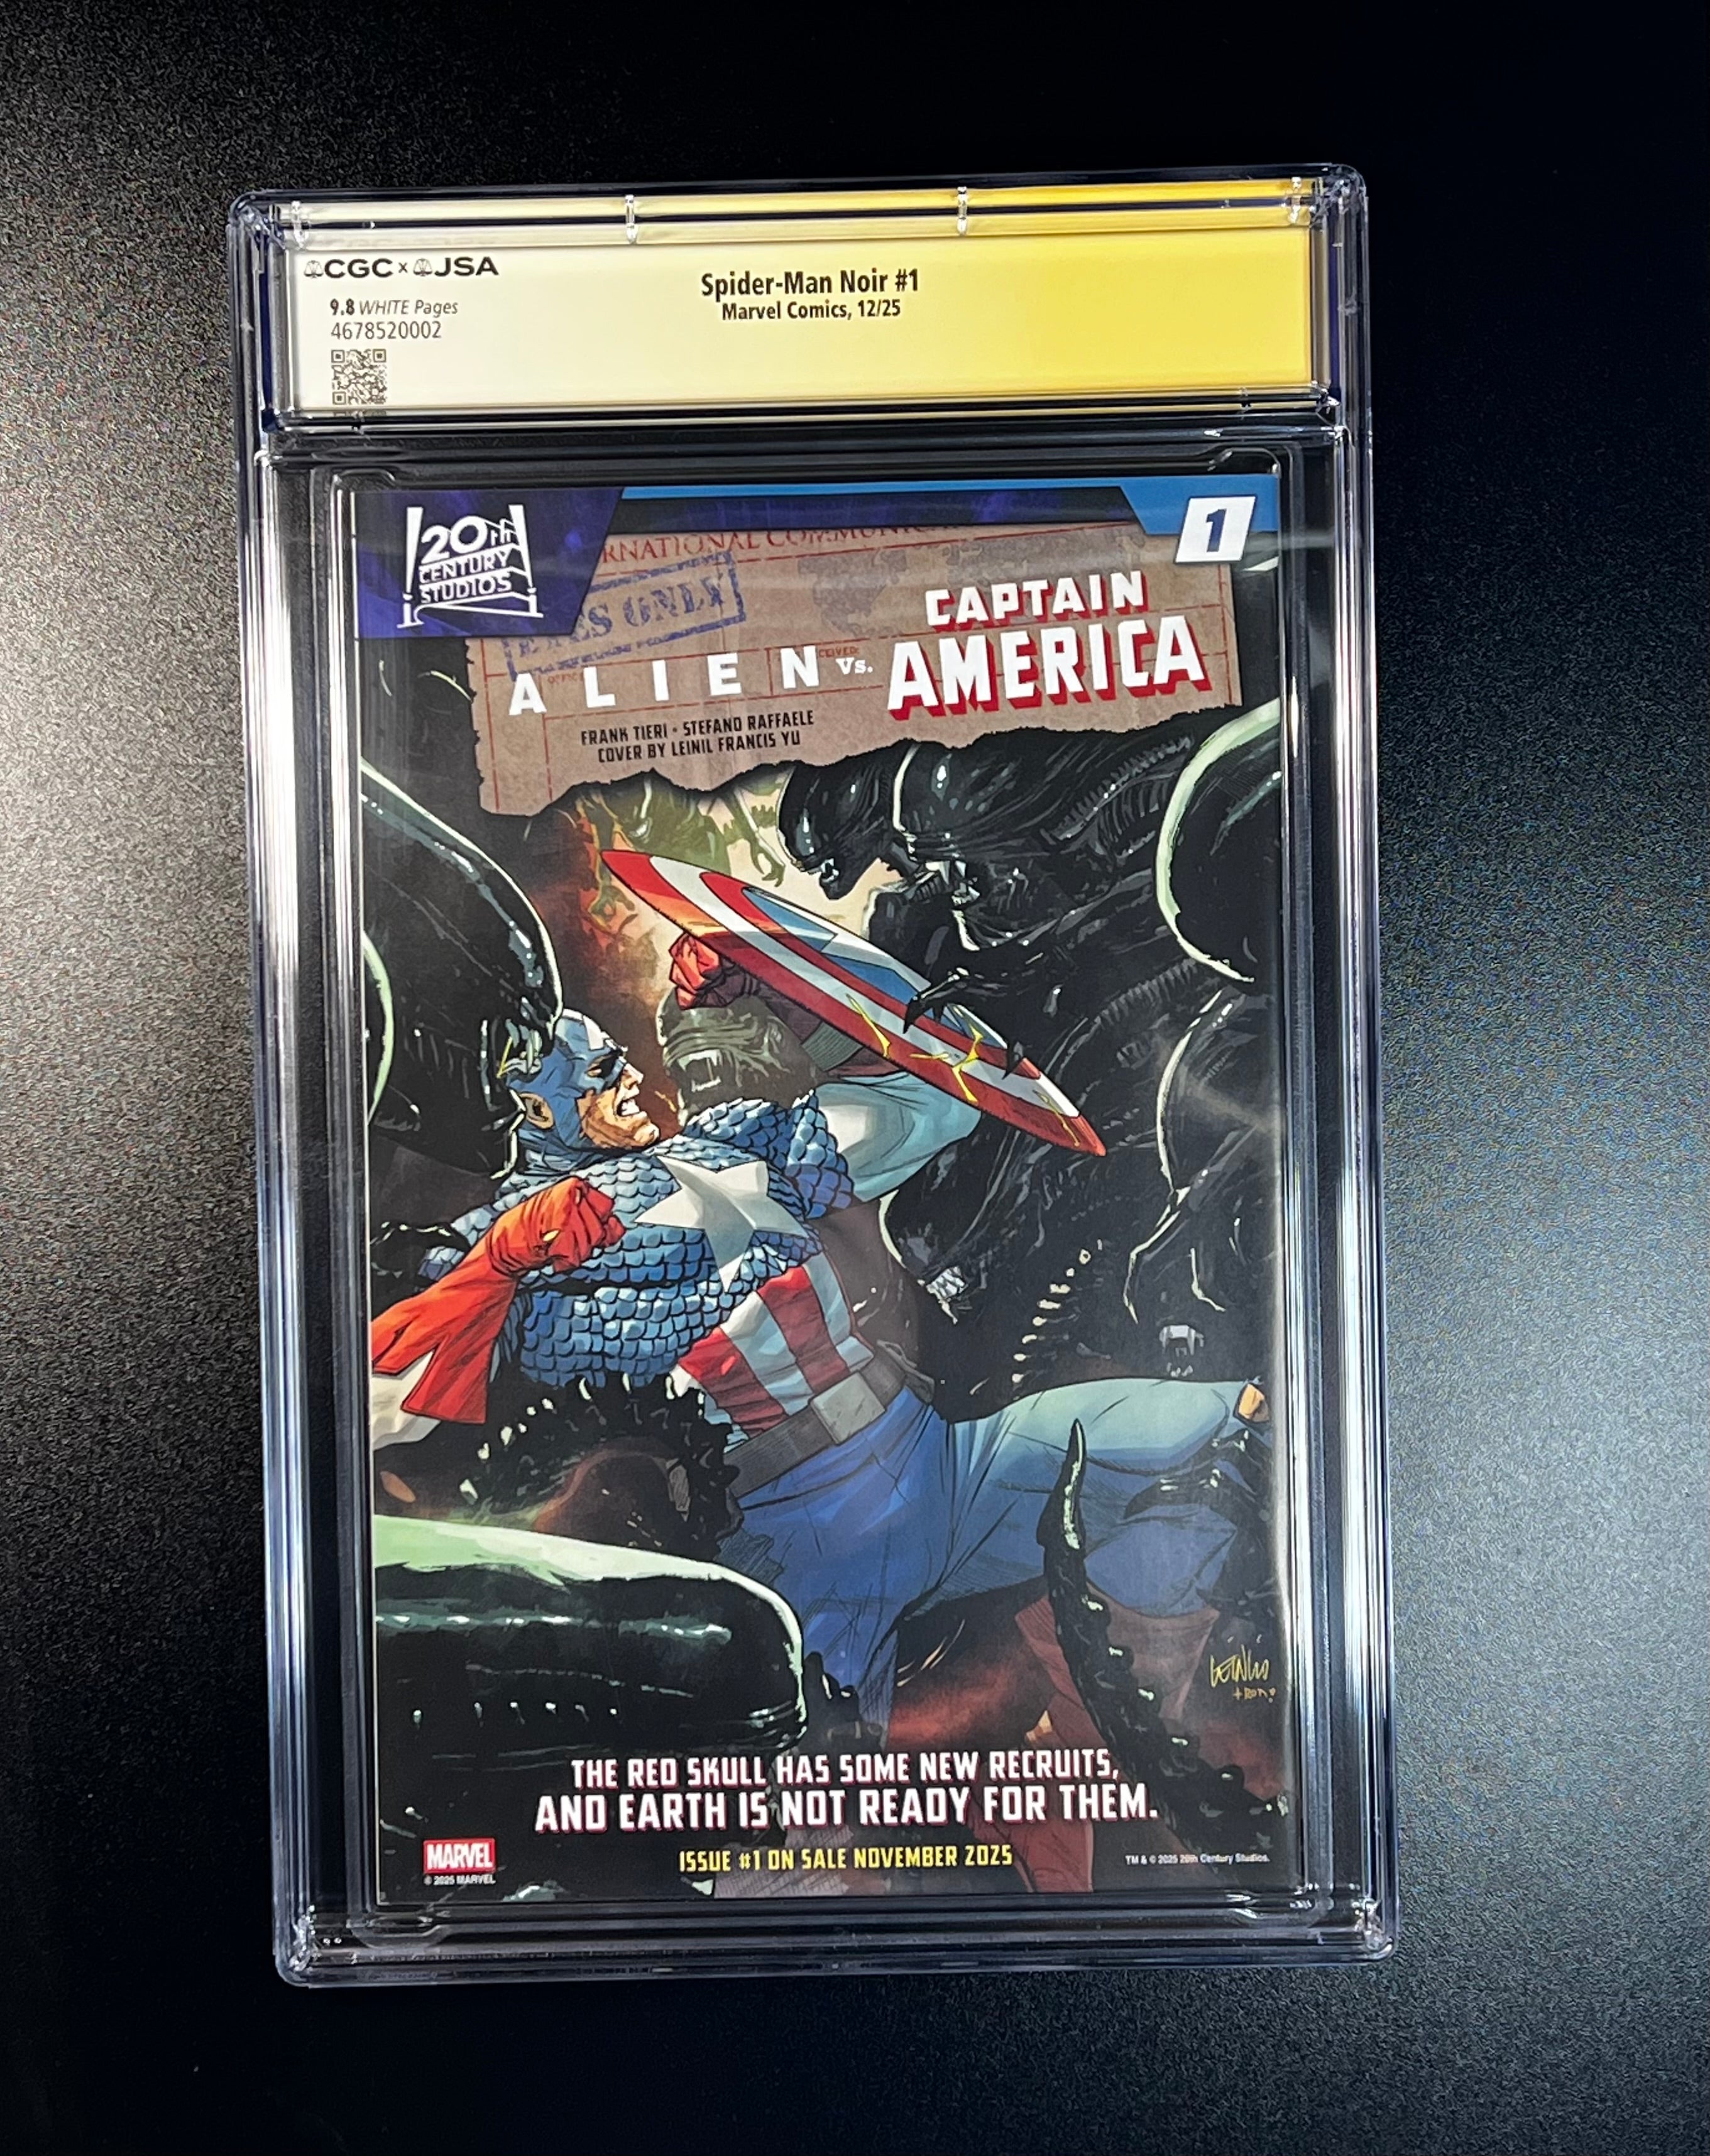 CGC x JSA
9.8 WHITE Pages
4678520002
Spider-Man Noir #1
Marvel Comics, 12/25
20th
CENTURY
STUDIOS
1
RNATIONAL
ONLY
ALIEN vs. CAPTAIN
AMERICA
FRANK TIERI • STEFANO RAFFAELE
COVER BY LEINIL FRANCIS YU
THE RED SKULL HAS SOME NEW RECRUITS,
AND EARTH IS NOT READY FOR THEM.
MARVEL
© 2025 MARVEL
ISSUE #1 ON SALE NOVEMBER 2025
TM & © 2025 20th Century Studios.